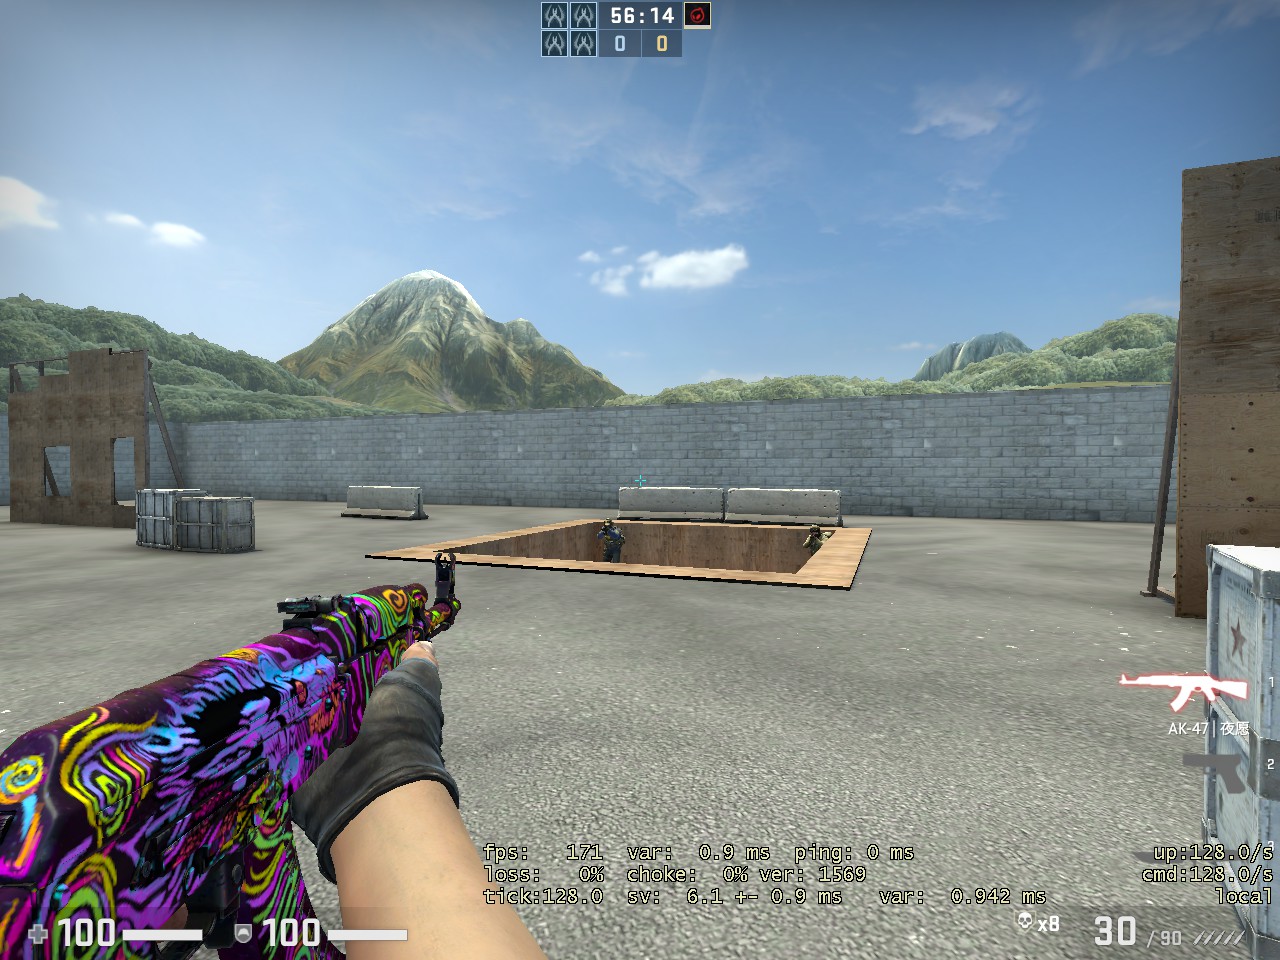 56:14
0 0
1
AK-47 | 夜愿
2
3
fps: 171 var: 0.9 ms ping: 0 ms
up:128.0/s
loss: 0% choke: 0% ver: 1569
cmd:128.0/s
tick:128.0 sv: 6.1 +- 0.9 ms var: 0.942 ms
local
100 100
x8
30 / 90